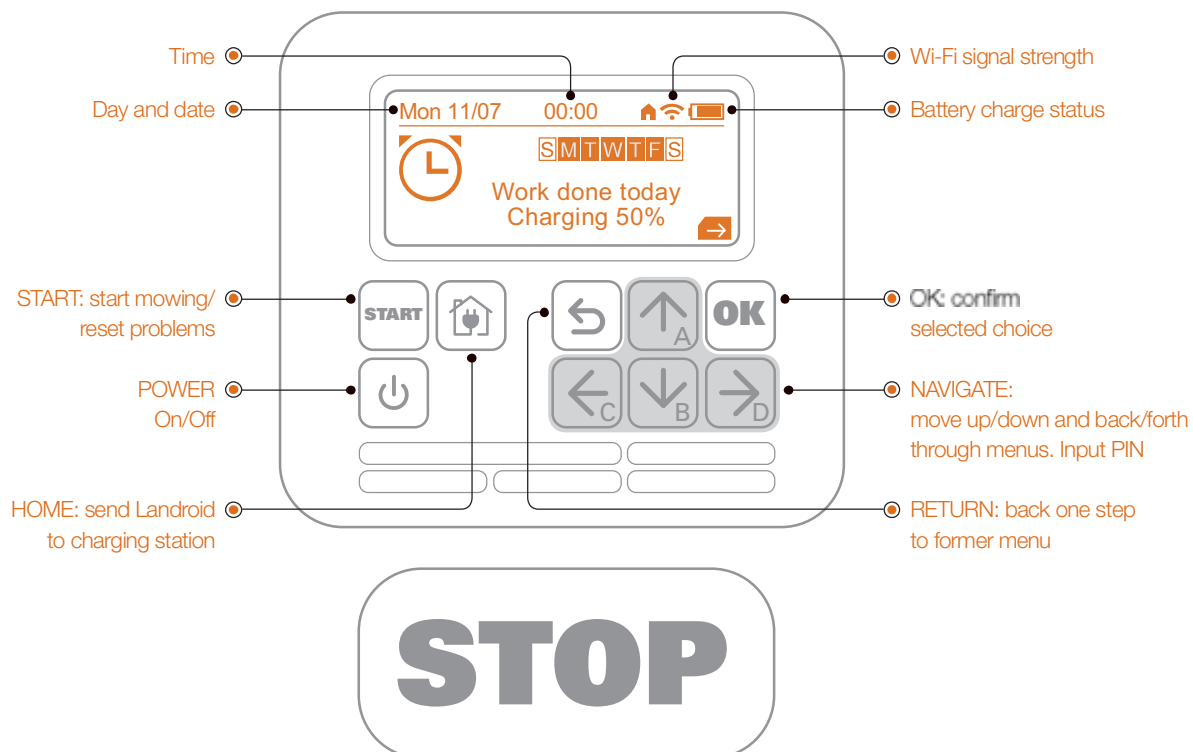 Time
Wi-Fi signal strength
Day and date
Battery charge status
Mon 11/07 00:00
S M T W T F S
Work done today
Charging 50%
START: start mowing/
reset problems
START
A
OK
OK: confirm
selected choice
POWER
On/Off
C B D
NAVIGATE:
move up/down and back/forth
through menus. Input PIN
HOME: send Landroid
to charging station
RETURN: back one step
to former menu
STOP